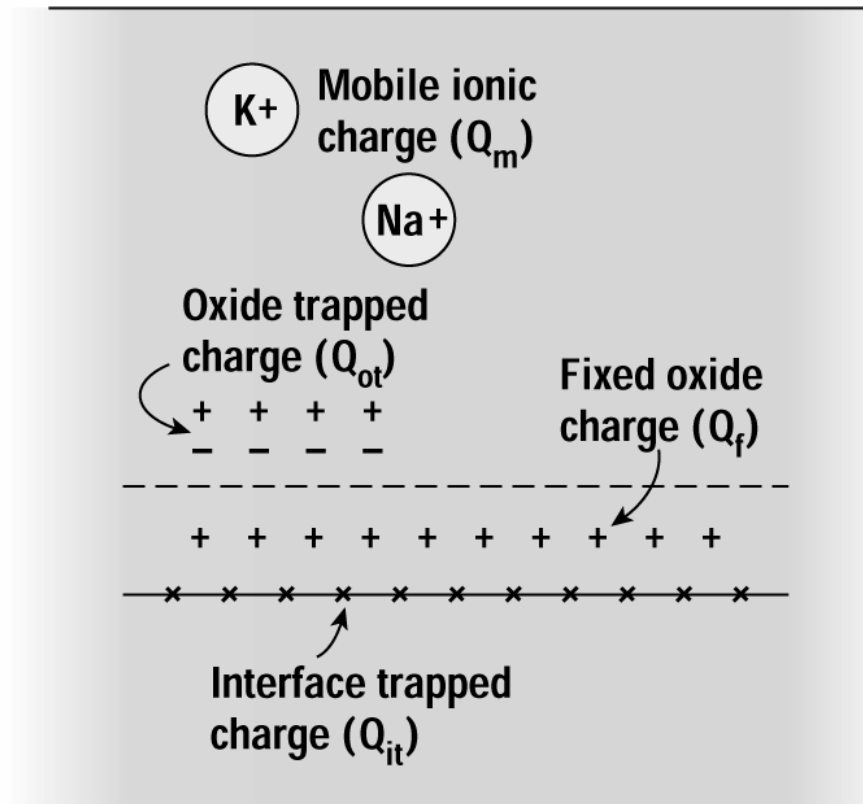 K+
Mobile ionic
charge (Qm)
Na+
Oxide trapped
charge (Qot)
+ + + +
– – – –
Fixed oxide
charge (Qf)
+ + + + + + + + + +
× × × × × × × × × × ×
Interface trapped
charge (Qit)